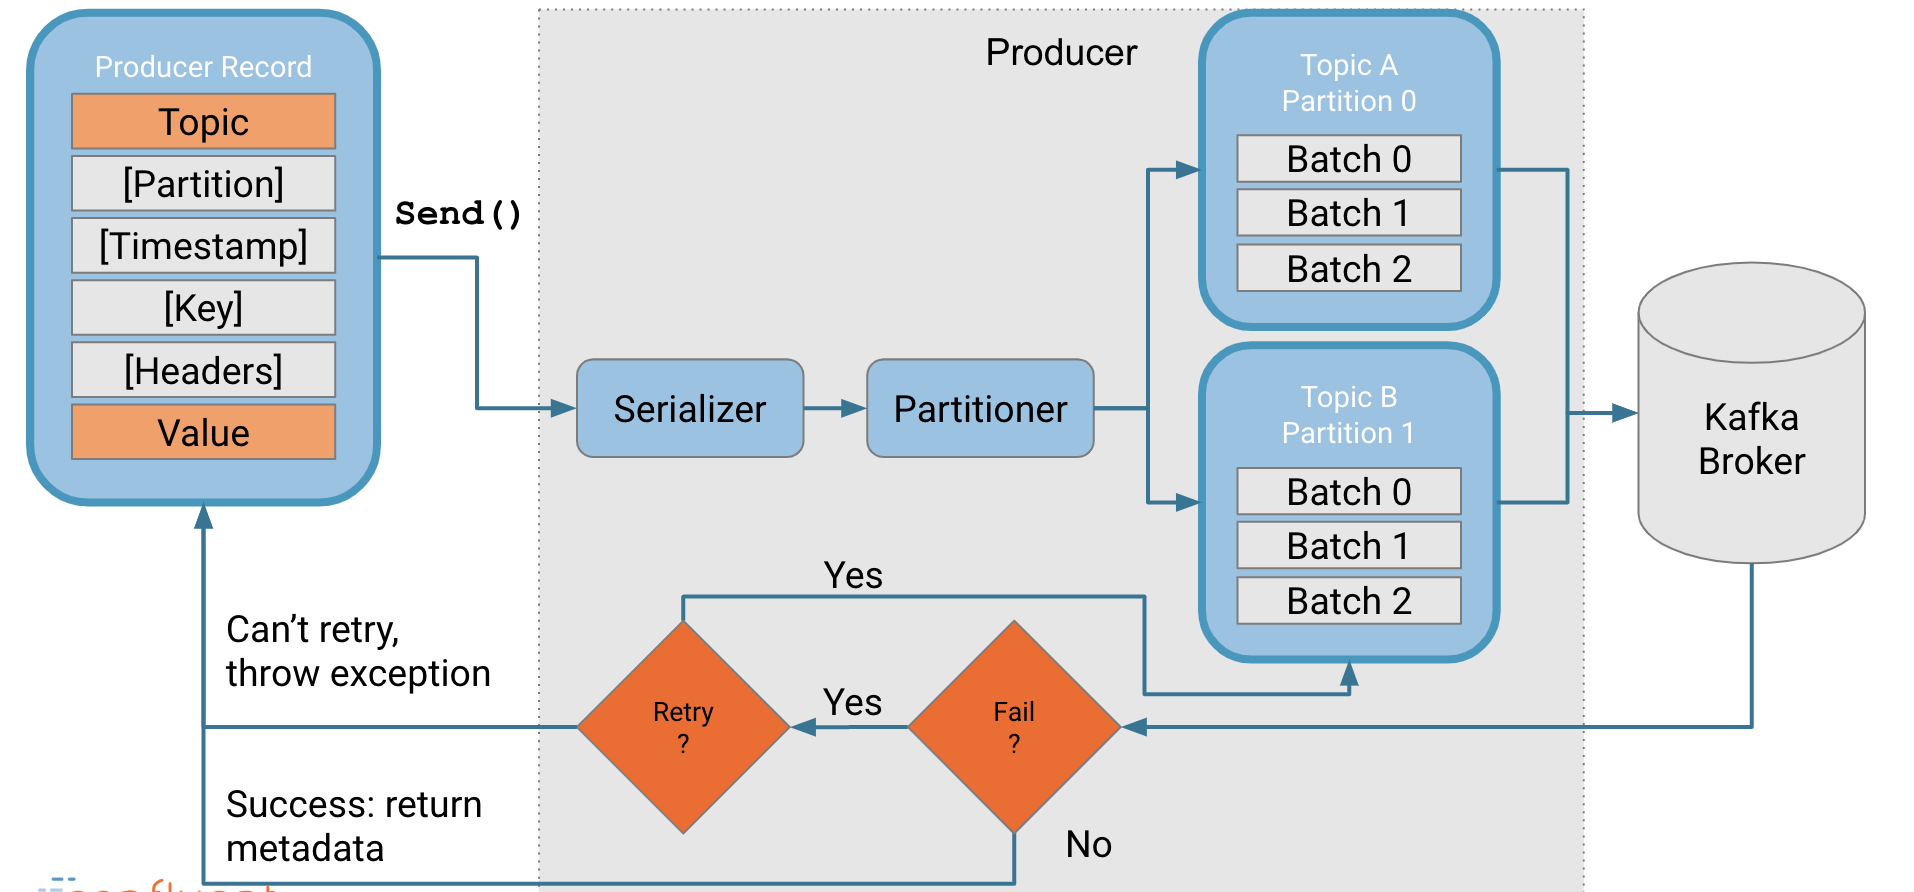 Producer Record
Topic
[Partition]
[Timestamp]
[Key]
[Headers]
Value
Send()
Producer
Serializer
Partitioner
Topic A
Partition 0
Batch 0
Batch 1
Batch 2
Topic B
Partition 1
Batch 0
Batch 1
Batch 2
Kafka
Broker
Yes
Fail
?
Yes
Retry
?
No
Can’t retry,
throw exception
Success: return
metadata